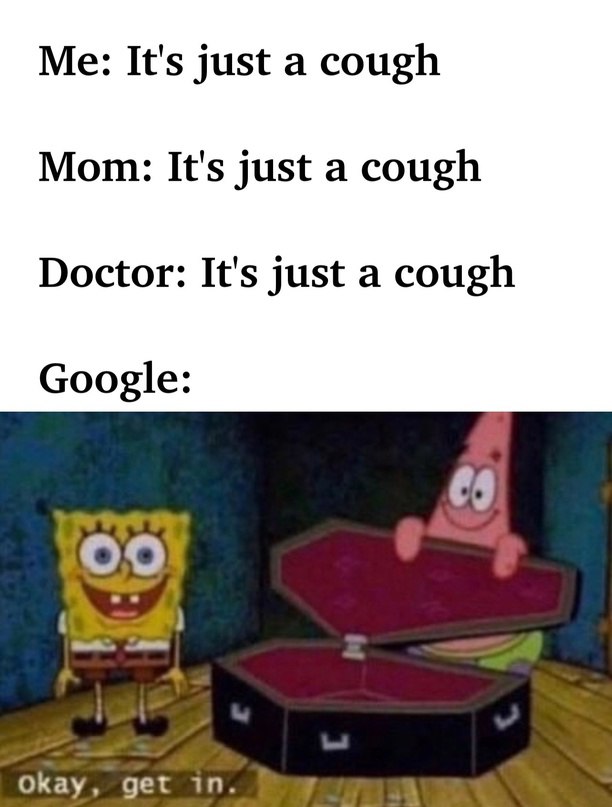 Me: It's just a cough
Mom: It's just a cough
Doctor: It's just a cough
Google:
Okay, get in.